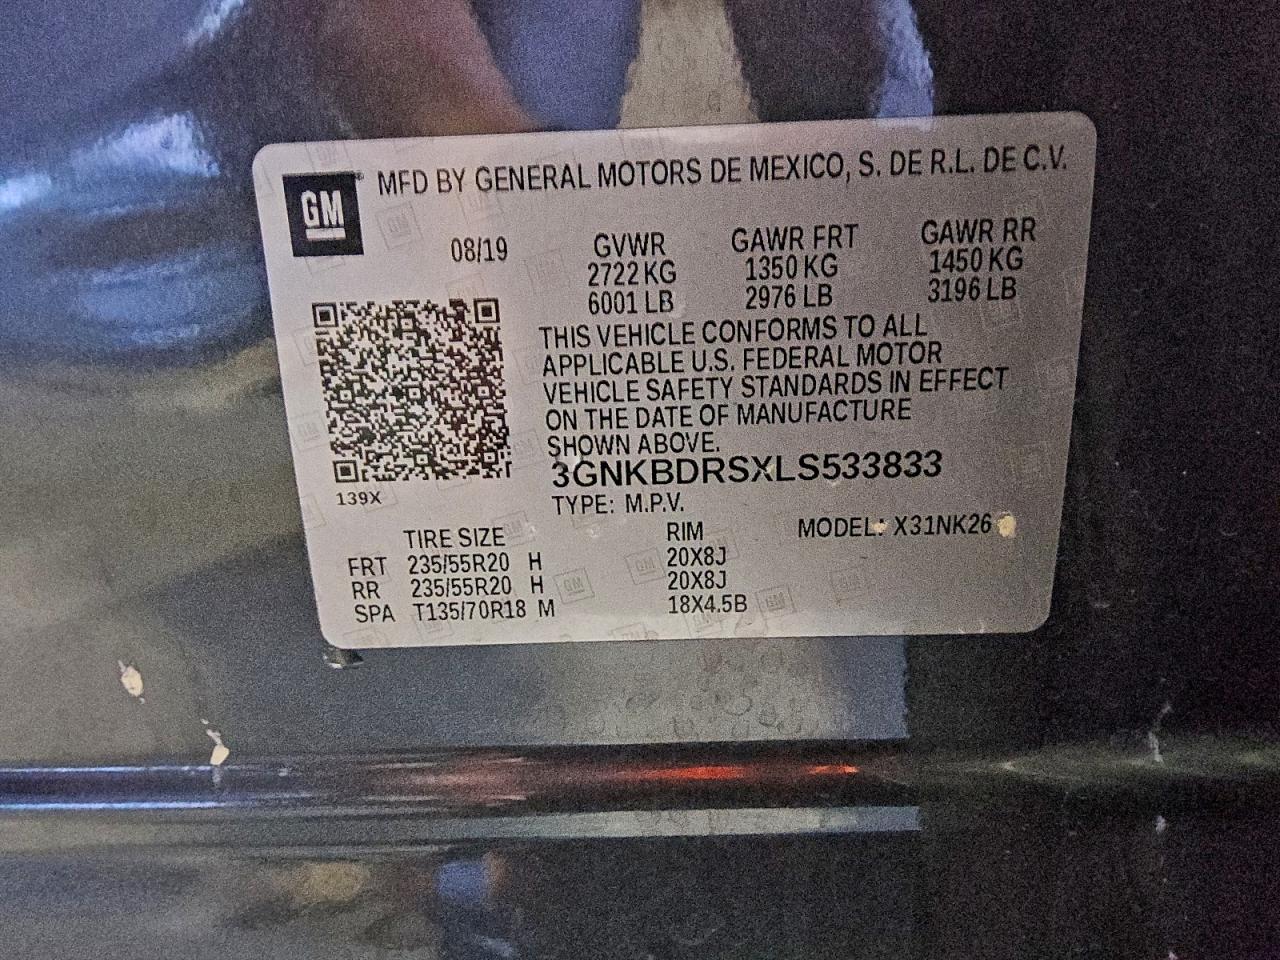 GM
MFD BY GENERAL MOTORS DE MEXICO, S. DE R.L. DE C.V.
08/19 GVWR GAWR FRT GAWR RR
2722 KG 1350 KG 1450 KG
6001 LB 2976 LB 3196 LB
THIS VEHICLE CONFORMS TO ALL
APPLICABLE U.S. FEDERAL MOTOR
VEHICLE SAFETY STANDARDS IN EFFECT
ON THE DATE OF MANUFACTURE
SHOWN ABOVE.
3GNKBDRSXLS533833
139X
TYPE: M.P.V.
TIRE SIZE RIM MODEL: X31NK26
FRT 235/55R20 H 20X8J
RR 235/55R20 H 20X8J
SPA T135/70R18 M 18X4.5B